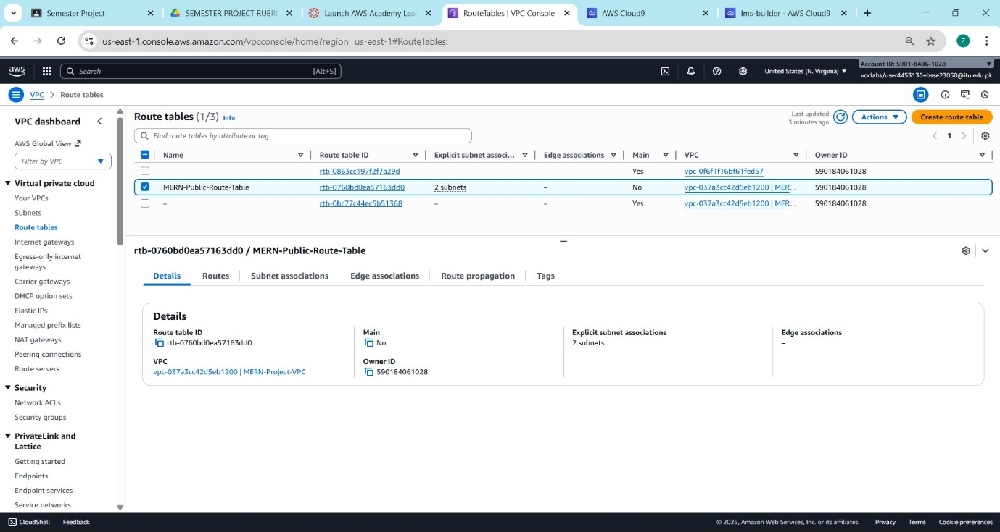 Semester Project
SEMESTER PROJECT RUBRI
Launch AWS Academy Lea
RouteTables | VPC Console
AWS Cloud9
lms-builder - AWS Cloud9
us-east-1.console.aws.amazon.com/vpcconsole/home?region=us-east-1#RouteTables:
Z
aws
Search
[Alt+S]
United States (N. Virginia)
Account ID: 5901-8406-1028
voclabs/user4453135=bsse23050@itu.edu.pk
VPC > Route tables
VPC dashboard
AWS Global View
Filter by VPC
Virtual private cloud
Your VPCs
Subnets
Route tables
Internet gateways
Egress-only internet
gateways
Carrier gateways
DHCP option sets
Elastic IPs
Managed prefix lists
NAT gateways
Peering connections
Route servers
Security
Network ACLs
Security groups
PrivateLink and
Lattice
Getting started
Endpoints
Endpoint services
Service networks
Route tables (1/3) Info
Last updated
3 minutes ago
Actions
Create route table
Find route tables by attribute or tag
1
Name Route table ID Explicit subnet associ... Edge associations Main VPC Owner ID
– rtb-0863cc197f2f7a29d – – Yes vpc-0f6f1f16bf61fed57 590184061028
MERN-Public-Route-Table rtb-0760bd0ea57163dd0 2 subnets – No vpc-037a3cc42d5eb1200 | MER... 590184061028
– rtb-0bc77c44ec5b51368 – – Yes vpc-037a3cc42d5eb1200 | MER... 590184061028
rtb-0760bd0ea57163dd0 / MERN-Public-Route-Table
Details Routes Subnet associations Edge associations Route propagation Tags
Details
Route table ID
rtb-0760bd0ea57163dd0
VPC
vpc-037a3cc42d5eb1200 | MERN-Project-VPC
Main
No
Owner ID
590184061028
Explicit subnet associations
2 subnets
Edge associations
–
CloudShell
Feedback
© 2025, Amazon Web Services, Inc. or its affiliates.
Privacy
Terms
Cookie preferences